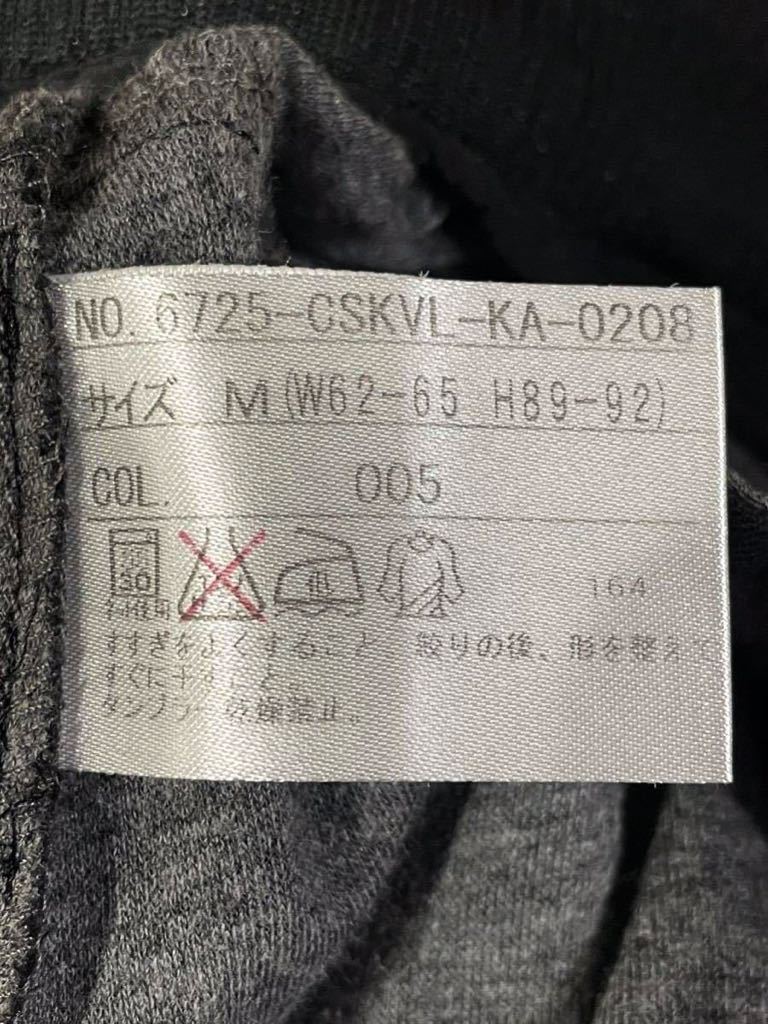 NO. 6725-CSKVL-KA-0208
サイズ M(W62-65 H89-92)
COL. 005
30
164
すすぎをよくすること、絞りの後、形を整えて
すぐに干すこと。
タンブラー乾燥禁止。